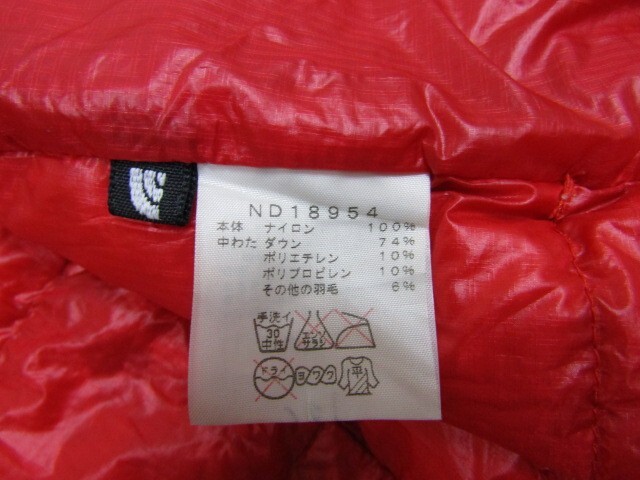 ND18954
本体 ナイロン 100%
中わた ダウン 74%
ポリエチレン 10%
ポリプロピレン 10%
その他の羽毛 6%
手洗イ
30
中性
エンソ
サラシ
ドライ
ヨワク
平